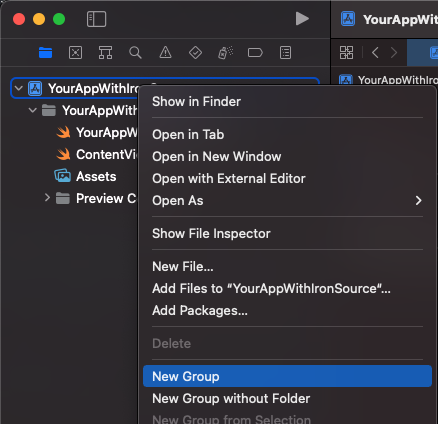 YourAppWith
YourAppWithIronS
YourAppWithIronSource
YourAppWith
YourAppW
ContentVi
Assets
Preview C
Show in Finder
Open in Tab
Open in New Window
Open with External Editor
Open As
Show File Inspector
New File...
Add Files to “YourAppWithIronSource”...
Add Packages...
Delete
New Group
New Group without Folder
New Group from Selection